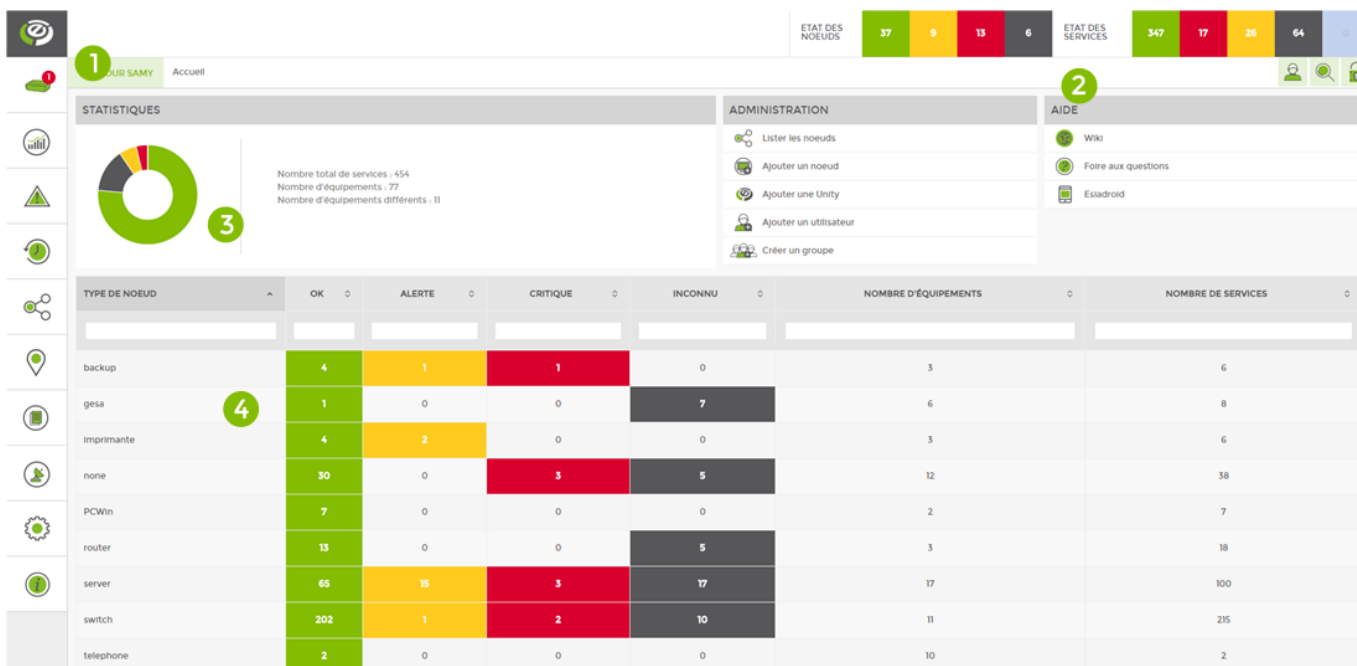 ETAT DES NOEUDS 37 9 13 6 ETAT DES SERVICES 347 17 26 64 0
1
1 OUR SAMY Accueil
2
STATISTIQUES ADMINISTRATION AIDE
Nombre total de services : 454
Nombre d'équipements : 77
Nombre d'équipements différents : 11
3
Lister les noeuds
Ajouter un noeud
Ajouter une Unity
Ajouter un utilisateur
Créer un groupe
Wiki
Foire aux questions
Esiadroid
TYPE DE NOEUD OK ALERTE CRITIQUE INCONNU NOMBRE D'ÉQUIPEMENTS NOMBRE DE SERVICES
backup 4 1 1 0 3 6
gesa 1 0 0 7 6 8
4
imprimante 4 2 0 0 3 6
none 30 0 3 5 12 38
PCWin 7 0 0 0 2 7
router 13 0 0 5 3 18
server 65 15 3 17 17 100
switch 202 1 2 10 11 215
telephone 2 0 0 0 10 2